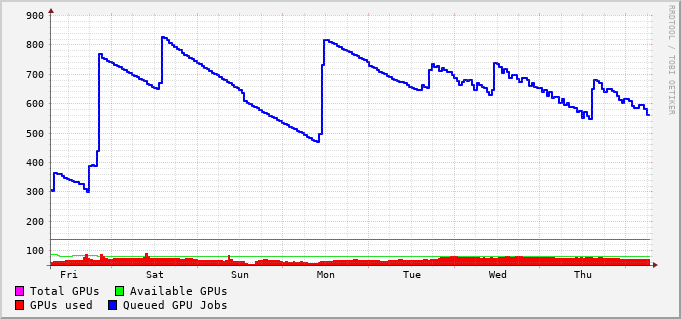 900
800
700
600
500
400
300
200
100
Fri Sat Sun Mon Tue Wed Thu
Total GPUs Available GPUs
GPUs used Queued GPU Jobs
RRDTOOL / TOBI OETIKER